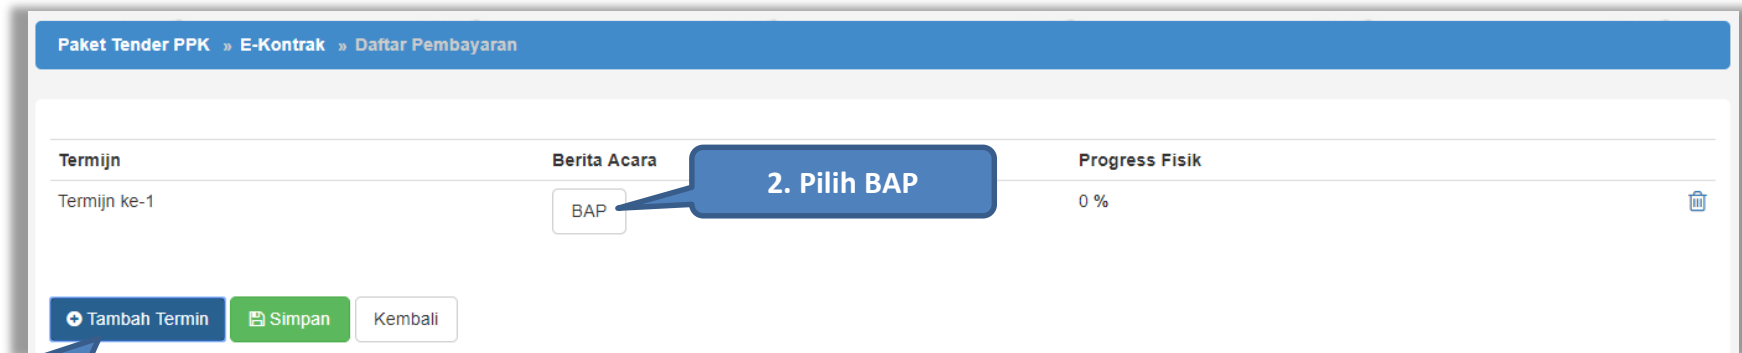 Paket Tender PPK » E-Kontrak » Daftar Pembayaran
Termijn Berita Acara Progress Fisik
2. Pilih BAP
Termijn ke-1 BAP 0 %
Tambah Termin Simpan Kembali